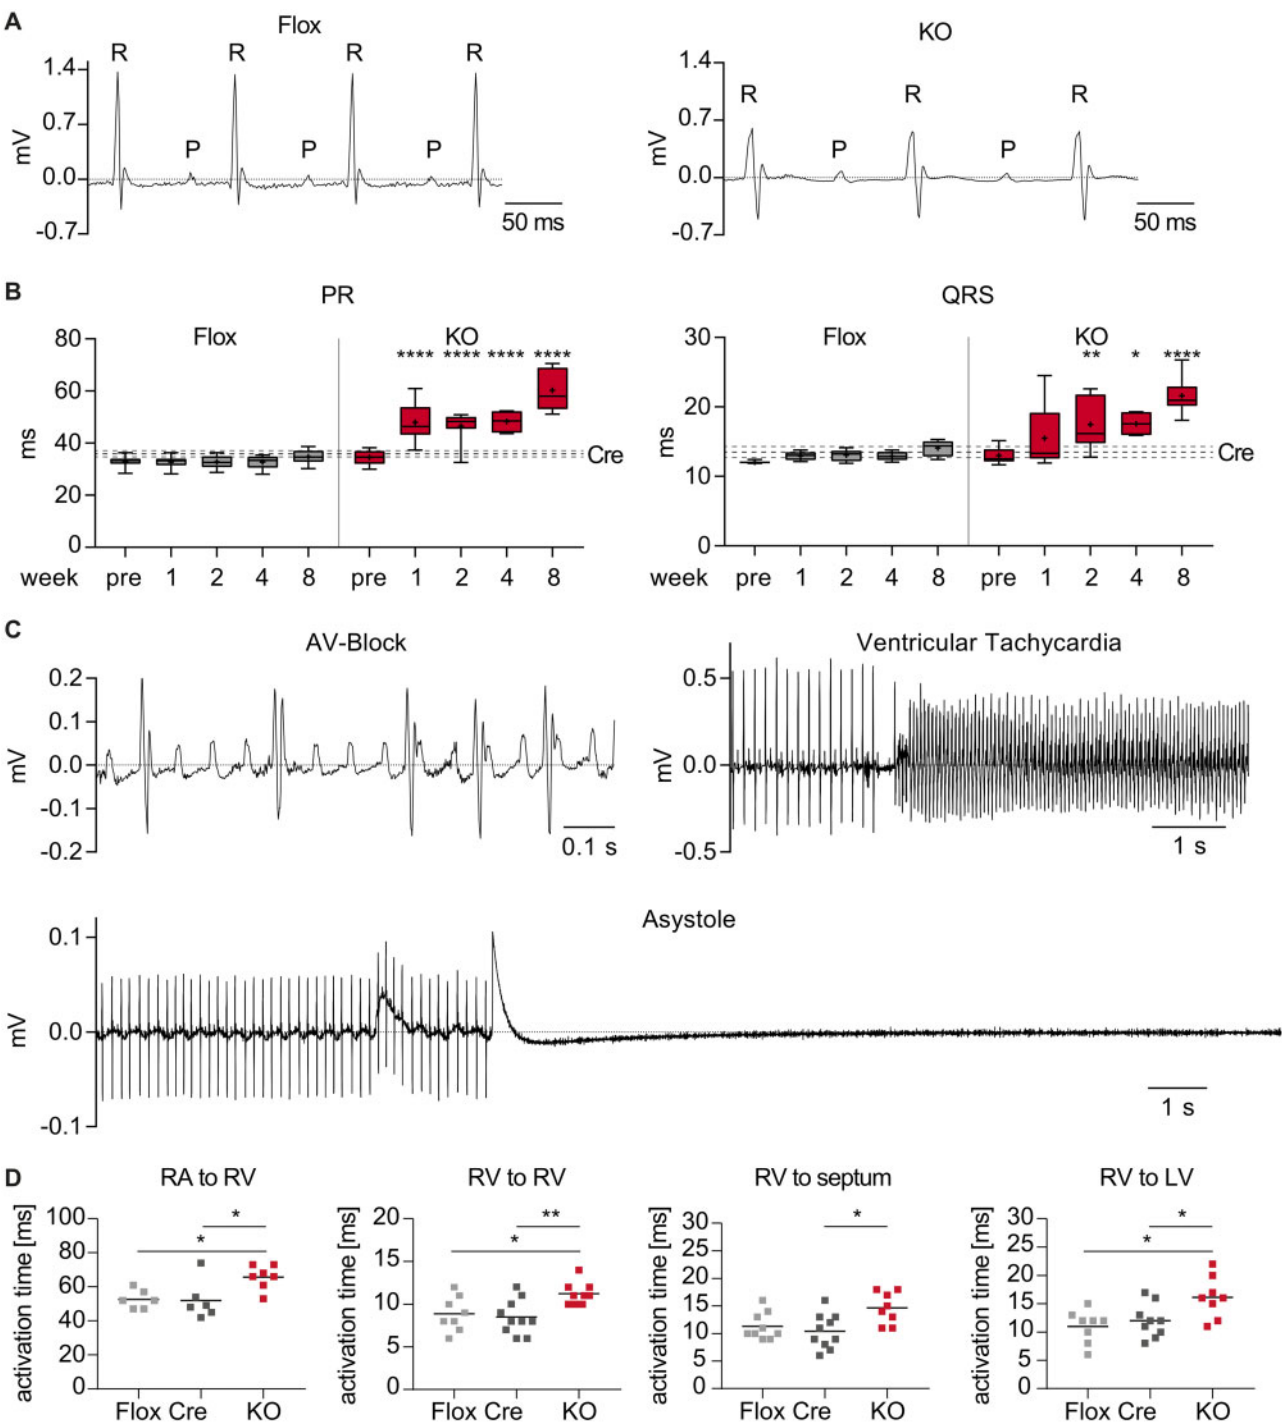 A
Flox
KO
R R R R
R R R
1.4
0.7
0.0
-0.7
mV
P P P
50 ms
1.4
0.7
0.0
-0.7
mV
P P
50 ms
B
PR
QRS
Flox KO
**** **** **** ****
80
60
40
20
0
ms
Cre
week pre 1 2 4 8 pre 1 2 4 8
Flox KO
** * ****
30
20
10
0
ms
Cre
week pre 1 2 4 8 pre 1 2 4 8
C
AV-Block
0.2
0.1
0.0
-0.1
-0.2
mV
0.1 s
Ventricular Tachycardia
0.5
0.0
-0.5
mV
1 s
Asystole
0.1
0.0
-0.1
mV
1 s
D
RA to RV
activation time [ms]
100
80
60
40
20
0
*
*
Flox Cre KO
RV to RV
activation time [ms]
20
15
10
5
0
**
*
Flox Cre KO
RV to septum
activation time [ms]
30
25
20
15
10
5
0
*
Flox Cre KO
RV to LV
activation time [ms]
30
25
20
15
10
5
0
*
*
Flox Cre KO